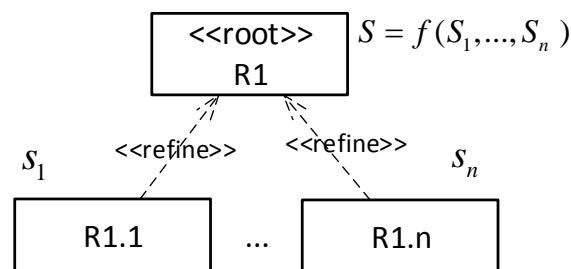 <<root>> S = f(S₁,...,Sₙ)
R1
<<refine>> <<refine>>
s₁ sₙ
R1.1 ... R1.n